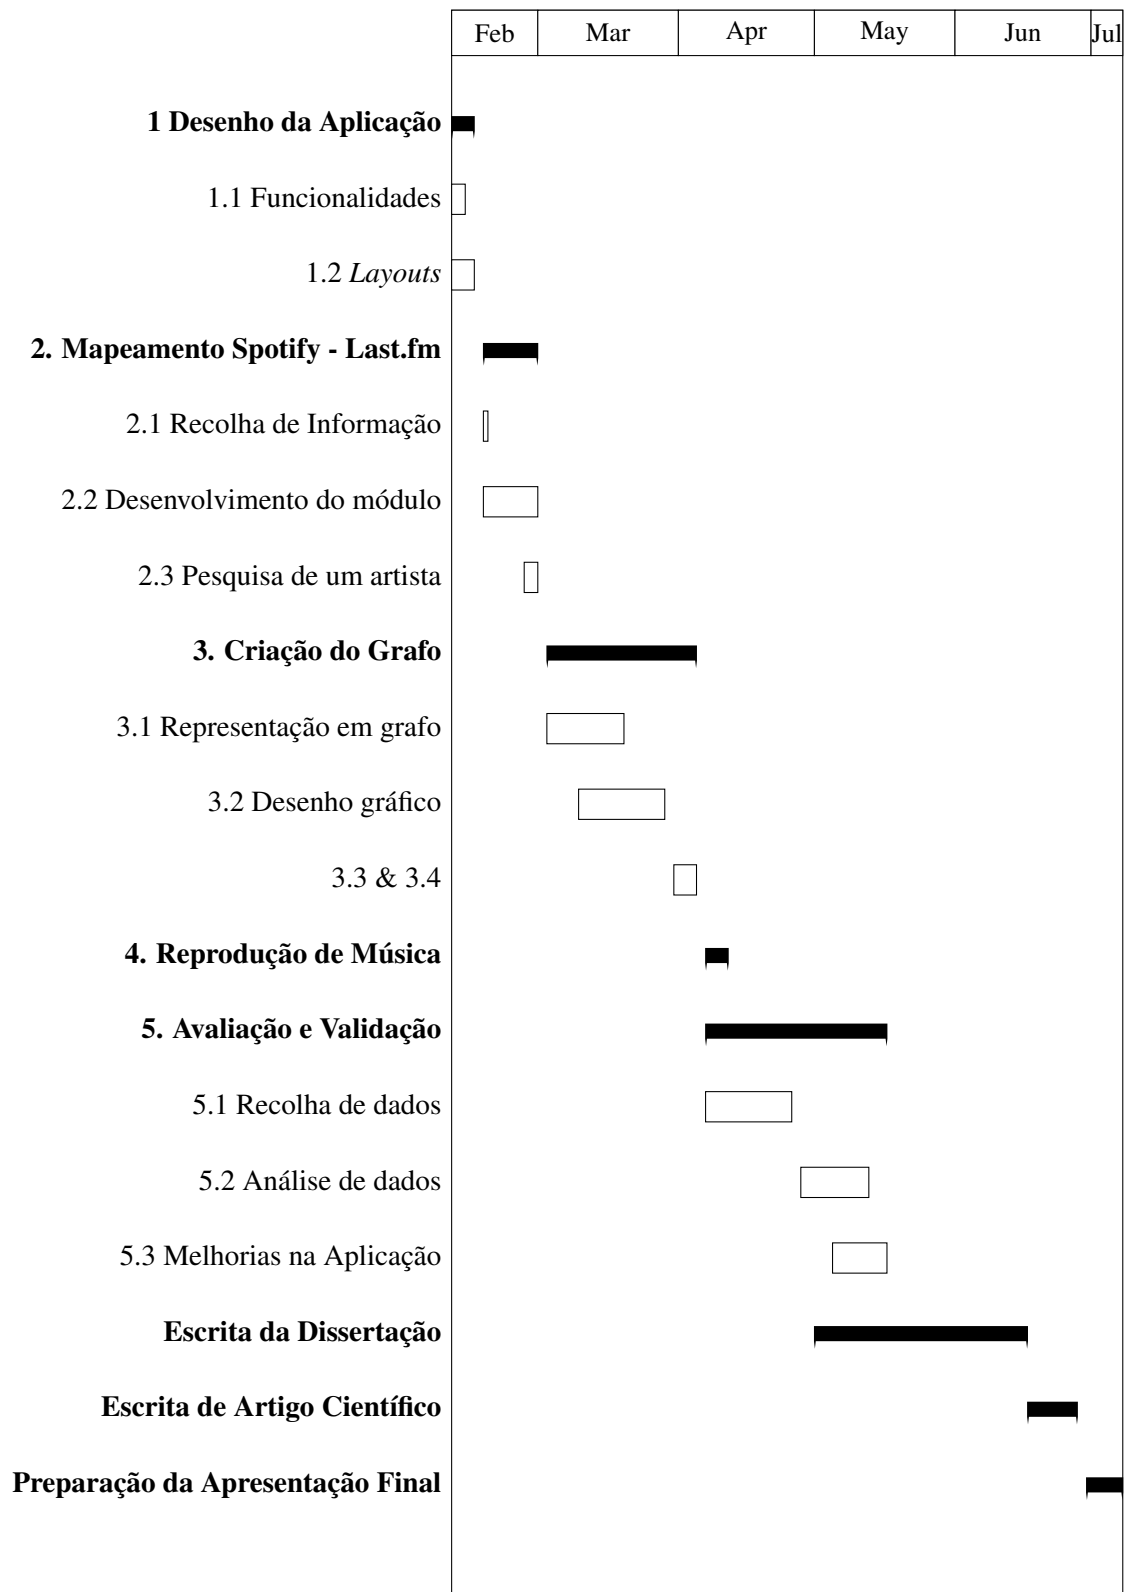 Feb Mar Apr May Jun Jul
1 Desenho da Aplicação
1.1 Funcionalidades
1.2 Layouts
2. Mapeamento Spotify - Last.fm
2.1 Recolha de Informação
2.2 Desenvolvimento do módulo
2.3 Pesquisa de um artista
3. Criação do Grafo
3.1 Representação em grafo
3.2 Desenho gráfico
3.3 & 3.4
4. Reprodução de Música
5. Avaliação e Validação
5.1 Recolha de dados
5.2 Análise de dados
5.3 Melhorias na Aplicação
Escrita da Dissertação
Escrita de Artigo Científico
Preparação da Apresentação Final